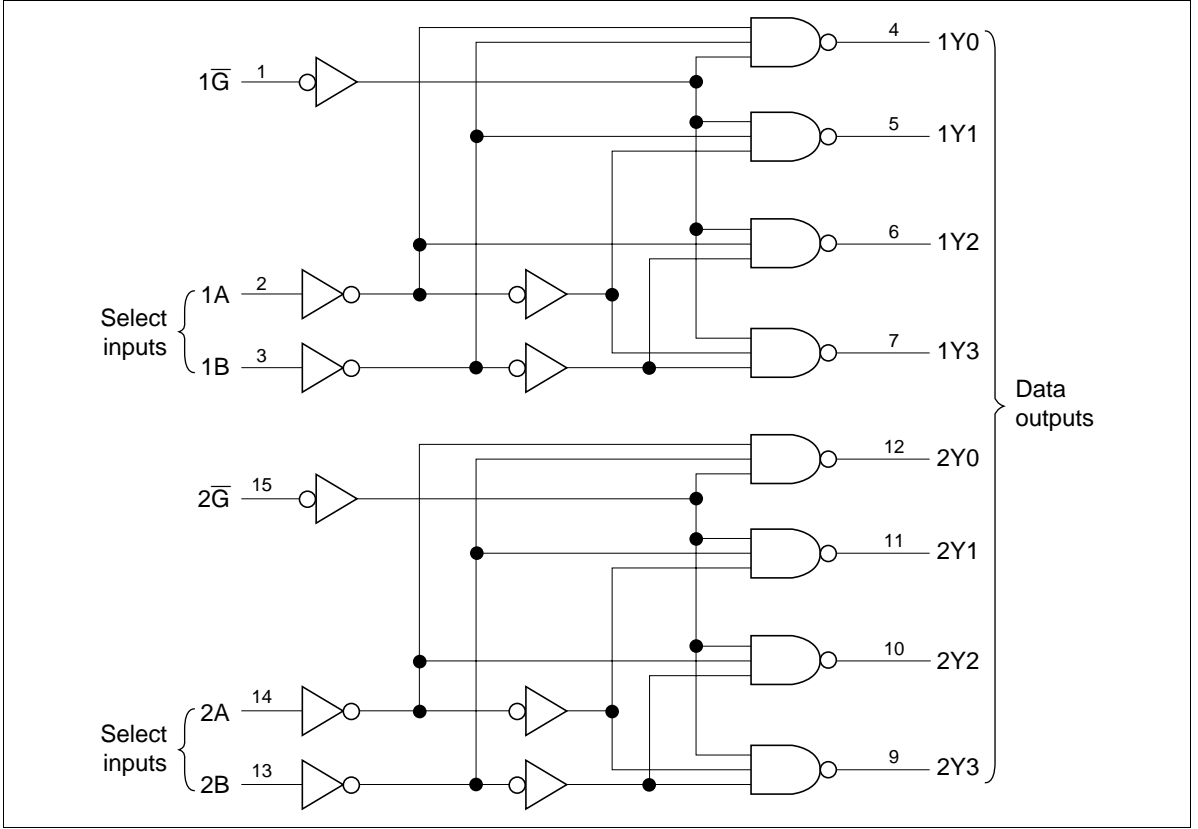 4
1Y0
1G̅ 1
5
1Y1
6
1Y2
1A 2
Select
inputs
1B 3
7
1Y3
Data
outputs
12
2Y0
2G̅ 15
11
2Y1
10
2Y2
2A 14
Select
inputs
2B 13
9
2Y3